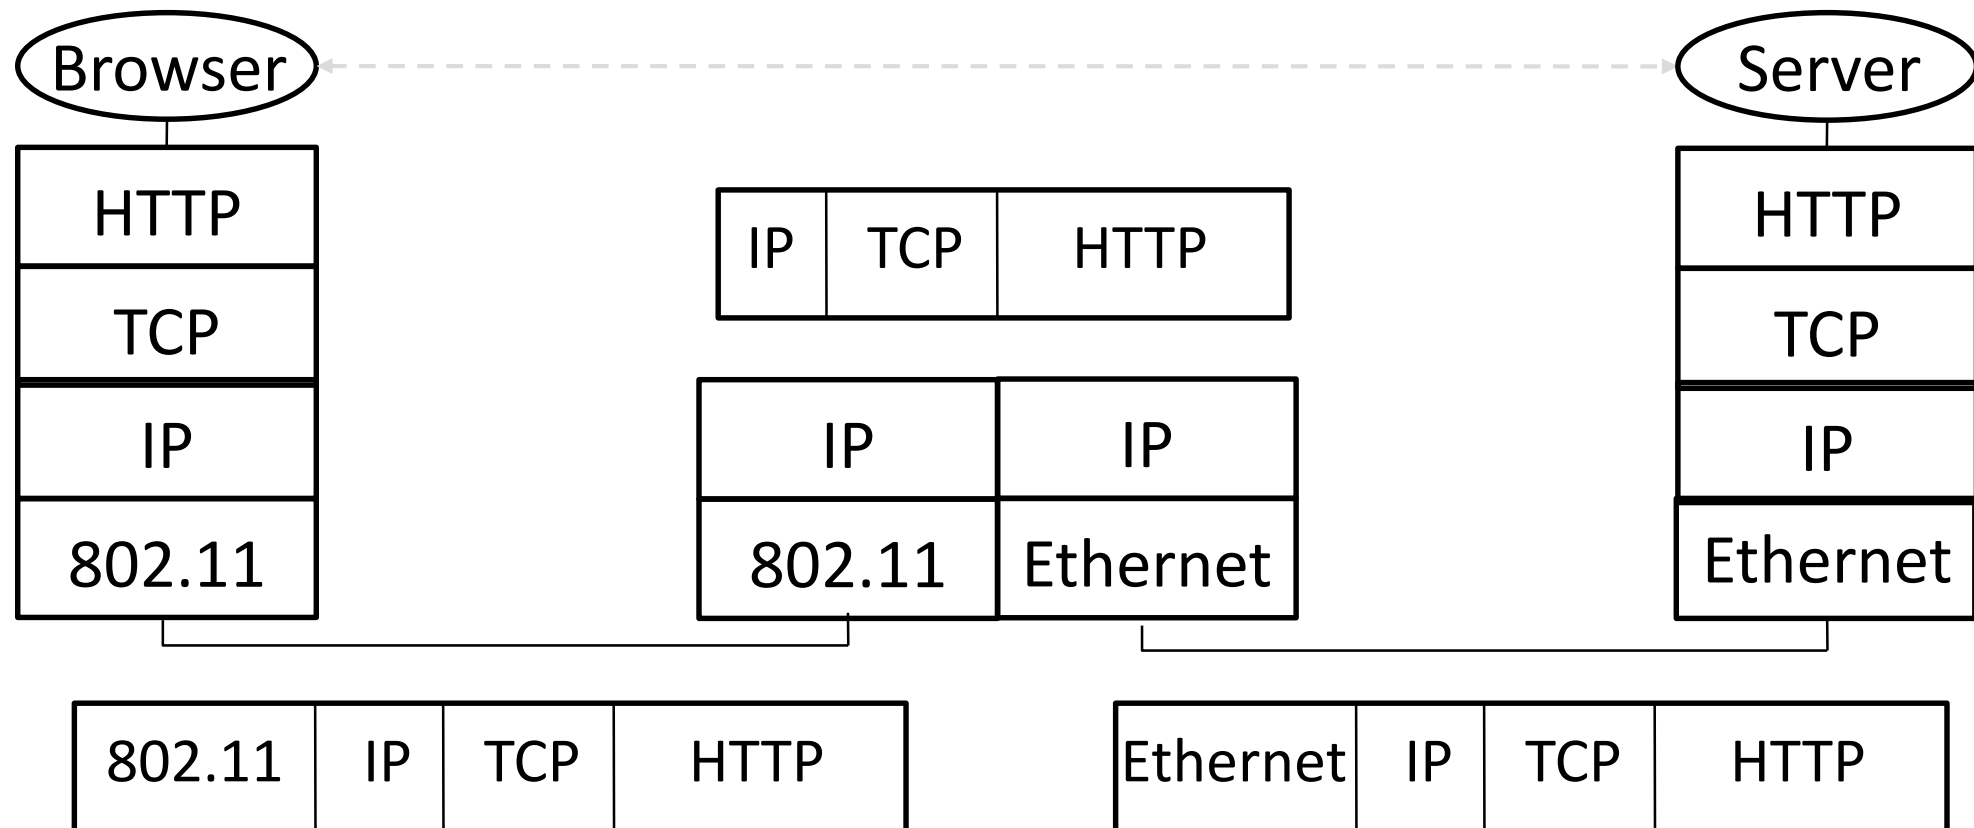 Browser
Server
HTTP
TCP
IP
802.11
IP TCP HTTP
IP IP
802.11 Ethernet
HTTP
TCP
IP
Ethernet
802.11 IP TCP HTTP
Ethernet IP TCP HTTP